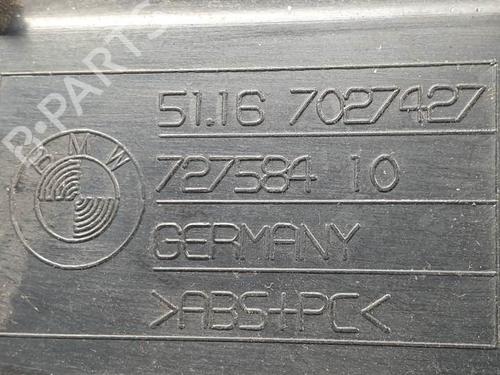 R-PARTS
BMW
51.16 7027427
727584 10
GERMANY
>ABS+PC<